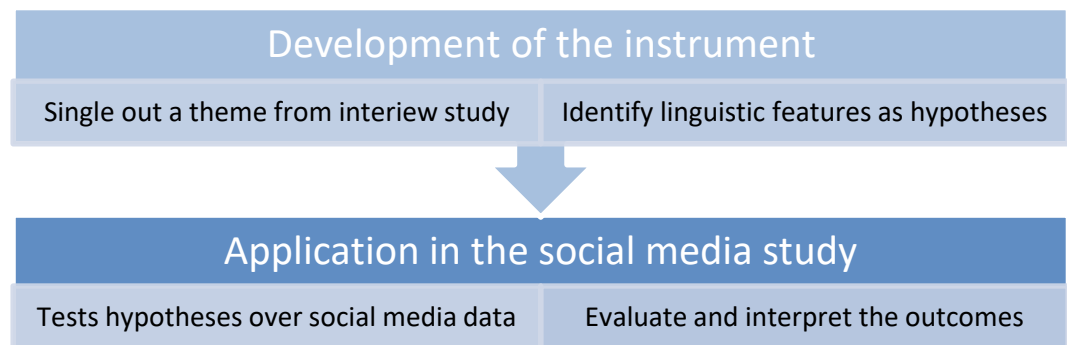 Development of the instrument
Single out a theme from interiew study
Identify linguistic features as hypotheses
Application in the social media study
Tests hypotheses over social media data
Evaluate and interpret the outcomes